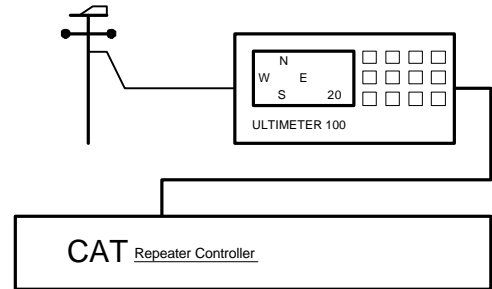 N
W E
S 20
ULTIMETER 100
CAT Repeater Controller